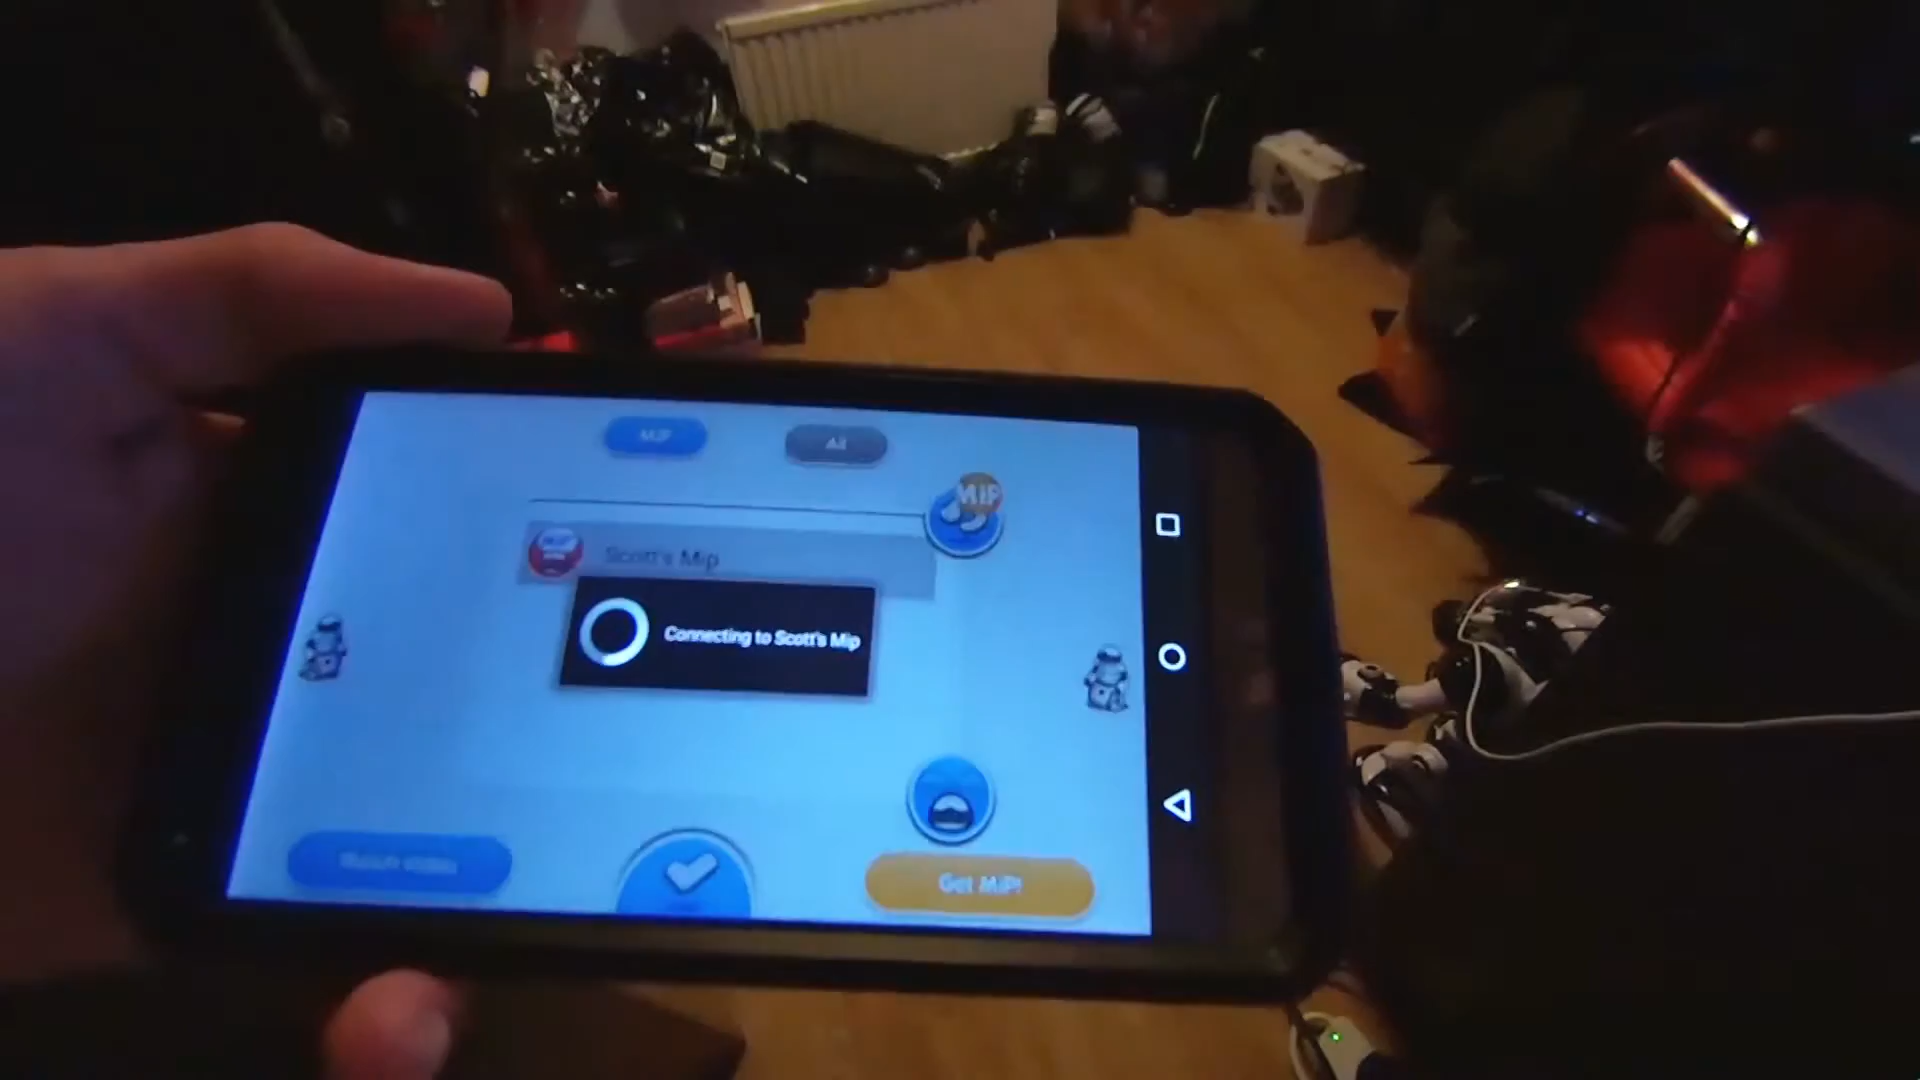 MiP
All
MiP
Scott's Mip
Connecting to Scott's Mip
Get MiP!